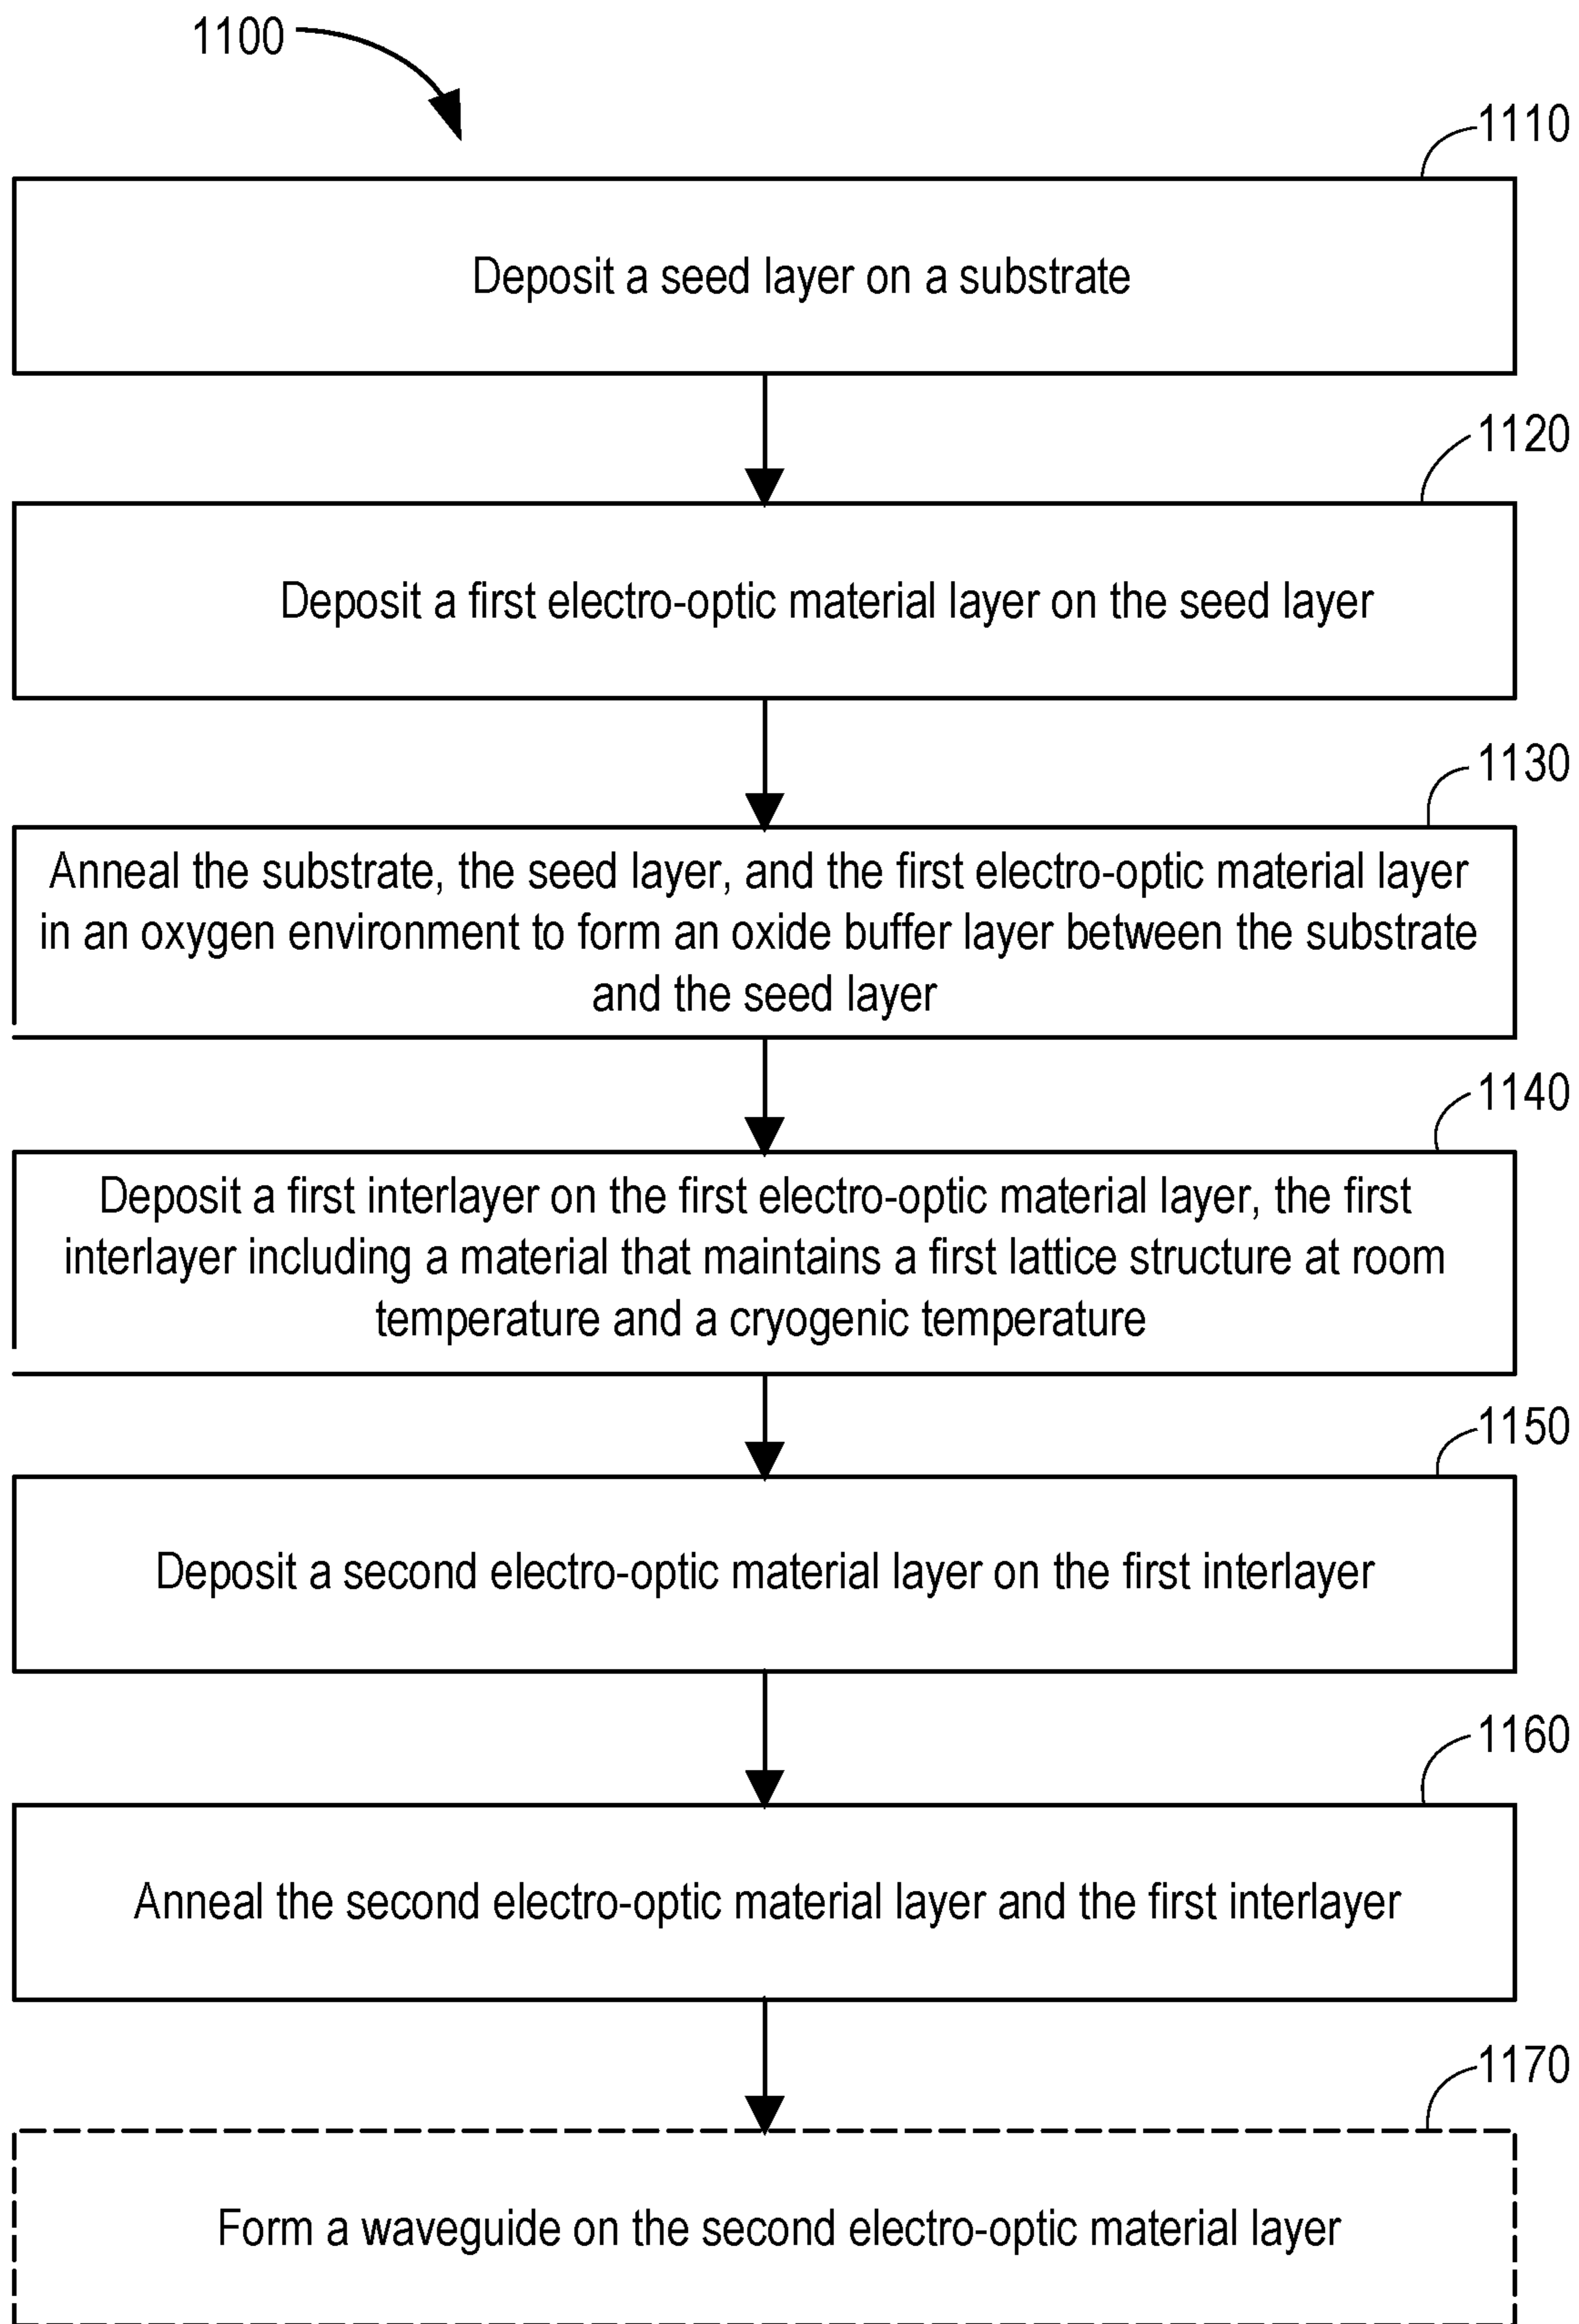 1100
1110
Deposit a seed layer on a substrate
1120
Deposit a first electro-optic material layer on the seed layer
1130
Anneal the substrate, the seed layer, and the first electro-optic material layer
in an oxygen environment to form an oxide buffer layer between the substrate
and the seed layer
1140
Deposit a first interlayer on the first electro-optic material layer, the first
interlayer including a material that maintains a first lattice structure at room
temperature and a cryogenic temperature
1150
Deposit a second electro-optic material layer on the first interlayer
1160
Anneal the second electro-optic material layer and the first interlayer
1170
Form a waveguide on the second electro-optic material layer